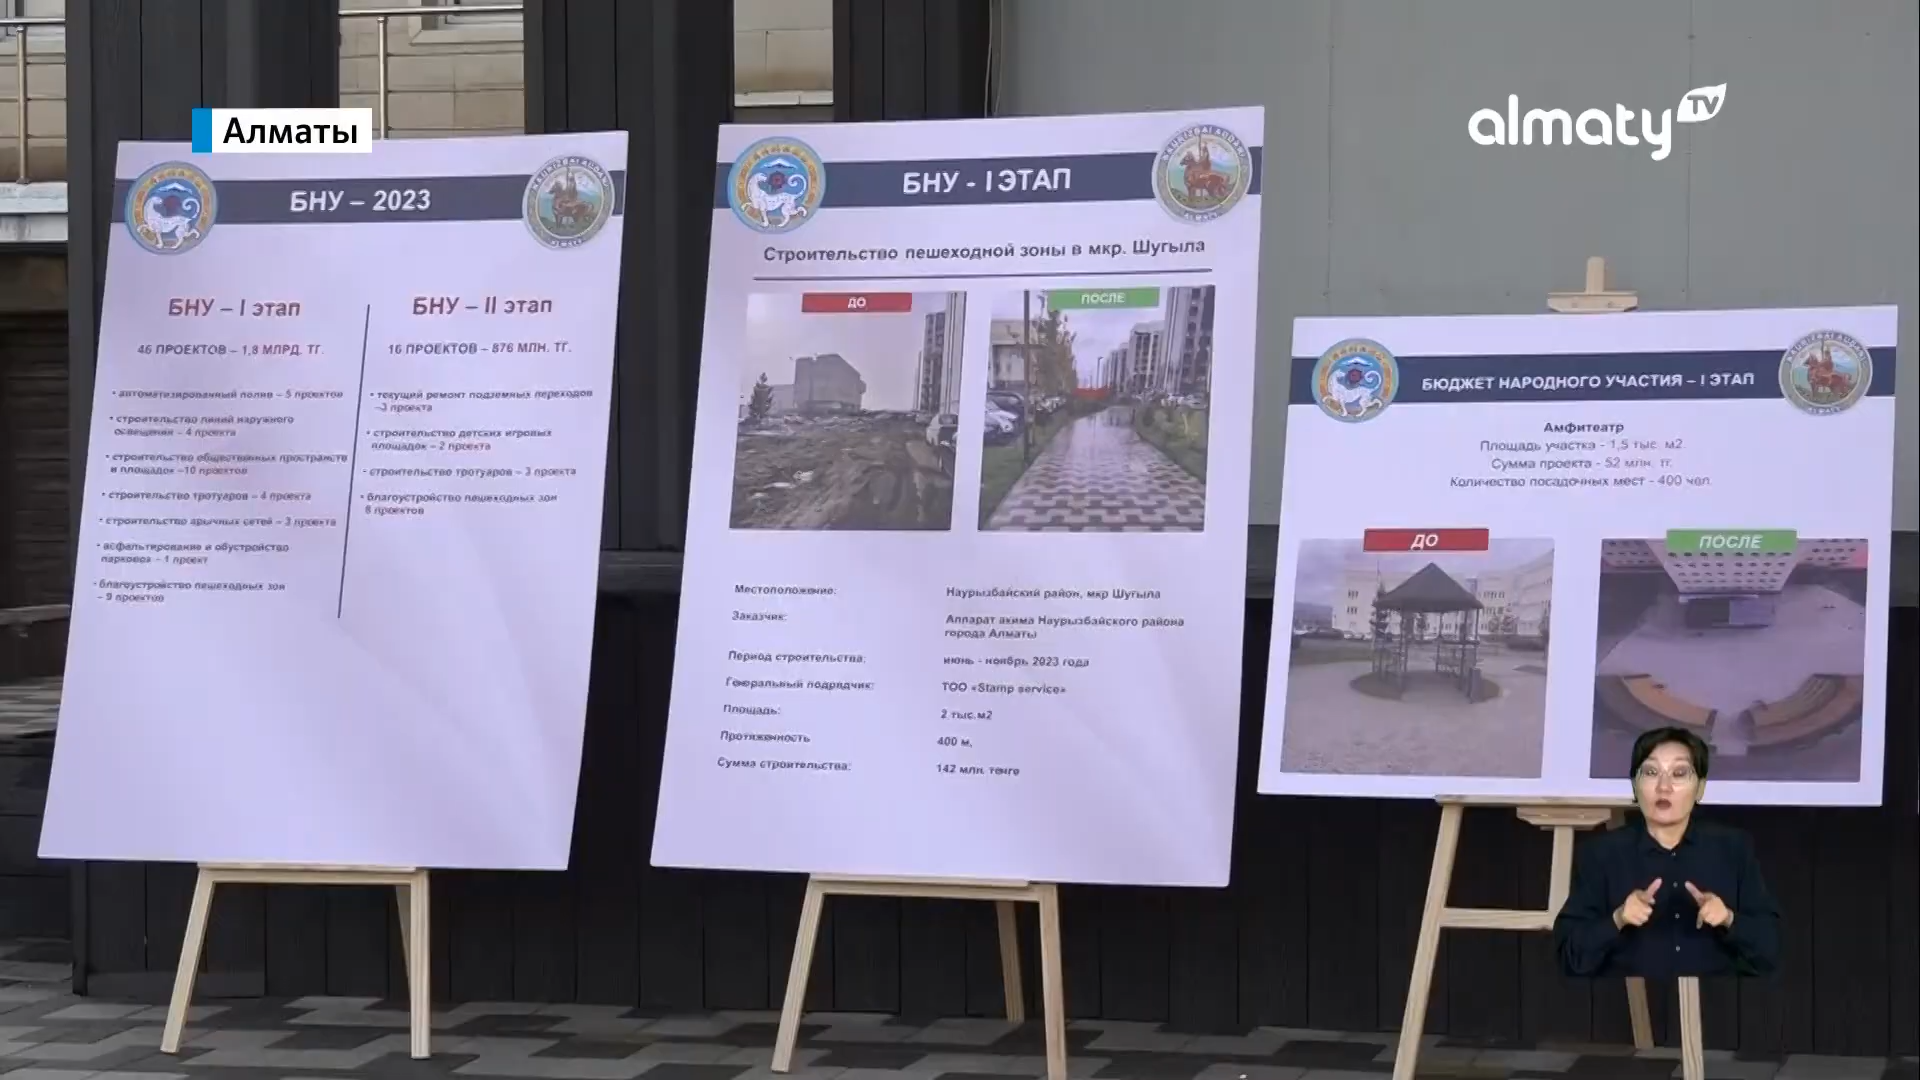 Алматы
almaty TV
БНУ – 2023
БНУ – I этап
46 ПРОЕКТОВ – 1,8 МЛРД. ТГ.
• автоматизированный полив – 5 проектов
• строительство линий наружного
освещения – 4 проекта
• строительство общественных пространств
и площадок –10 проектов
• строительство тротуаров – 4 проекта
• строительство арычных сетей – 3 проекта
• асфальтирование и обустройство
парковок – 1 проект
• благоустройство пешеходных зон
– 9 проектов
БНУ – II этап
16 ПРОЕКТОВ – 876 МЛН. ТГ.
• текущий ремонт подземных переходов
–3 проекта
• строительство детских игровых
площадок – 2 проекта
• строительство тротуаров – 3 проекта
• благоустройство пешеходных зон
8 проектов
БНУ - I ЭТАП
Строительство пешеходной зоны в мкр. Шугыла
ДО
ПОСЛЕ
Местоположение: Наурызбайский район, мкр Шугыла
Заказчик: Аппарат акима Наурызбайского района
города Алматы
Период строительства: июнь - ноябрь 2023 года
Генеральный подрядчик: ТОО «Stamp service»
Площадь: 2 тыс.м2
Протяженность 400 м,
Сумма строительства: 142 млн. тенге
БЮДЖЕТ НАРОДНОГО УЧАСТИЯ – I ЭТАП
Амфитеатр
Площадь участка - 1,5 тыс. м2
Сумма проекта - 52 млн. тг.
Количество посадочных мест - 400 чел.
ДО
ПОСЛЕ